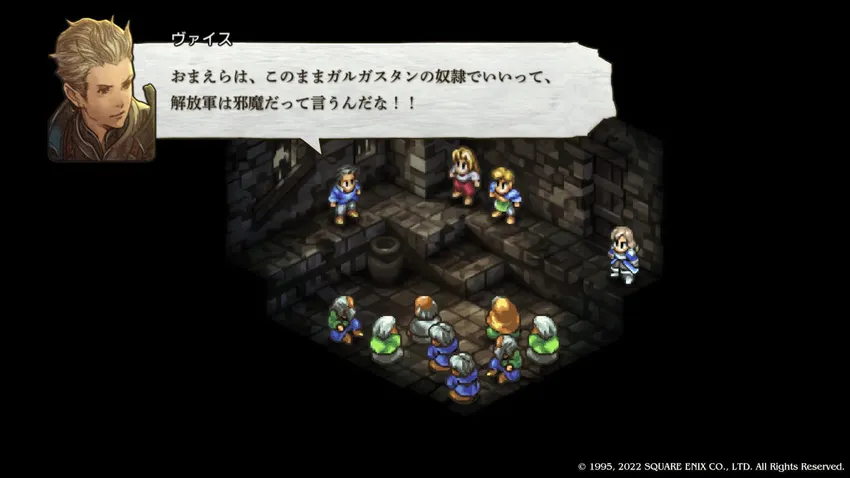 ヴァイス
おまえらは、このままガルガスタンの奴隷でいいって、
解放軍は邪魔だって言うんだな！！
© 1995, 2022 SQUARE ENIX CO., LTD. All Rights Reserved.